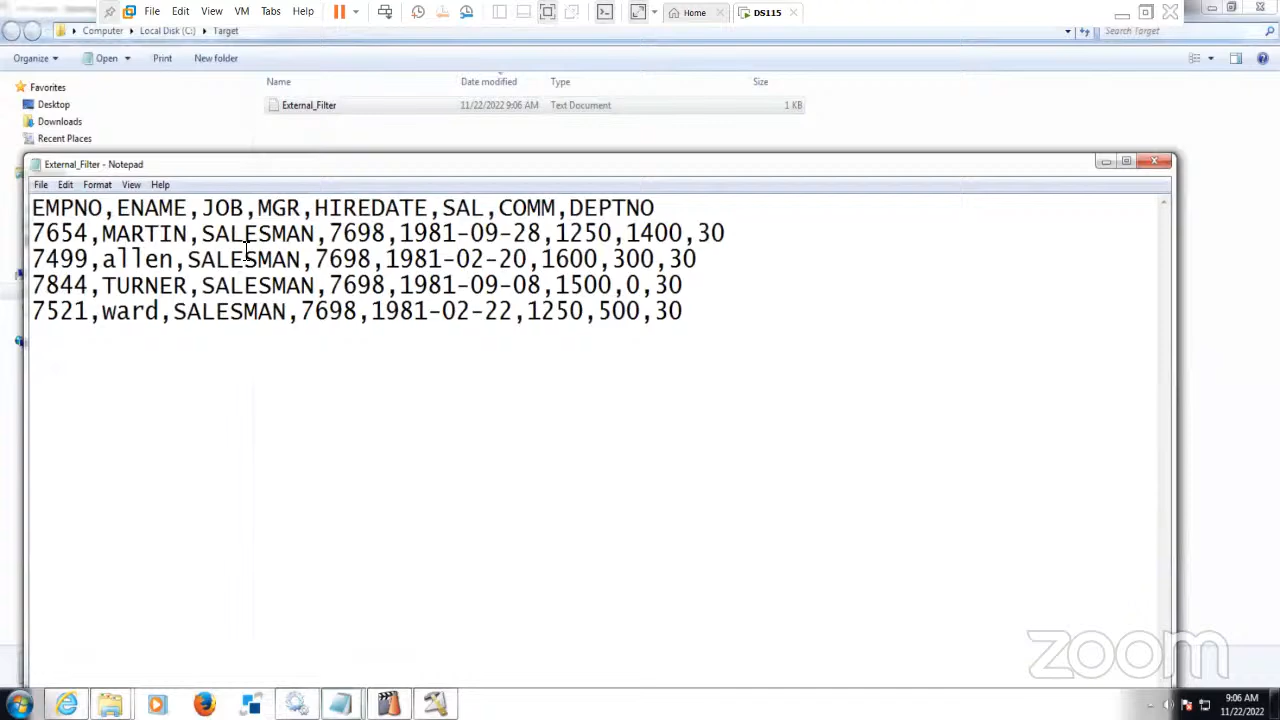 File Edit View VM Tabs Help Home DS115
Computer Local Disk (C:) Target Search Target
Organize Open Print New folder
Name Date modified Type Size
Favorites External_Filter 11/22/2022 9:06 AM Text Document 1 KB
Desktop
Downloads
Recent Places
External_Filter - Notepad
File Edit Format View Help
EMPNO,ENAME,JOB,MGR,HIREDATE,SAL,COMM,DEPTNO
7654,MARTIN,SALESMAN,7698,1981-09-28,1250,1400,30
7499,allen,SALESMAN,7698,1981-02-20,1600,300,30
7844,TURNER,SALESMAN,7698,1981-09-08,1500,0,30
7521,ward,SALESMAN,7698,1981-02-22,1250,500,30
zoom
9:06 AM
11/22/2022